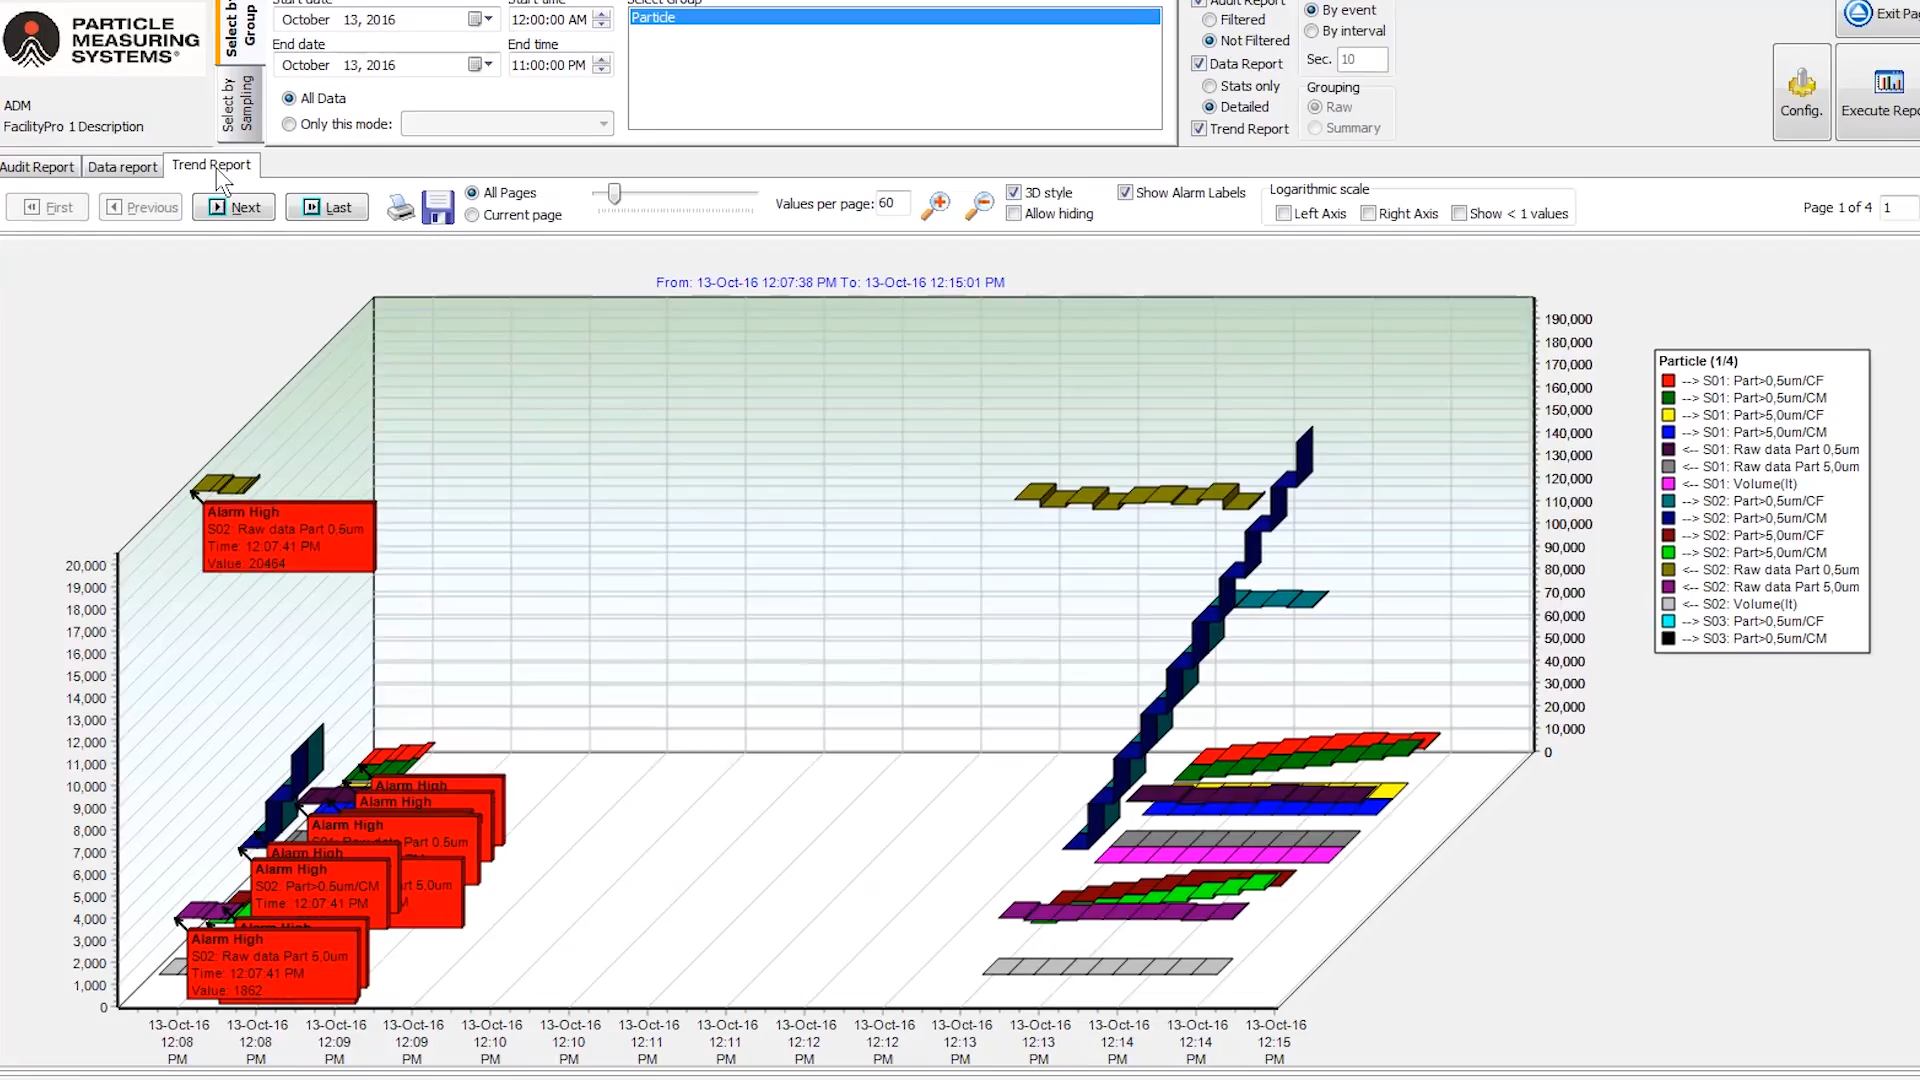 PARTICLE
MEASURING
SYSTEMS®
ADM
FacilityPro 1 Description
Select by
Group
Select by
Sampling
October 13, 2016
12:00:00 AM
End date
End time
October 13, 2016
11:00:00 PM
All Data
Only this mode:
Select Group
Particle
Audit Report
Filtered
Not Filtered
Data Report
Stats only
Detailed
Trend Report
By event
By interval
Sec. 10
Grouping
Raw
Summary
Exit
Config.
Execute
Audit Report
Data report
Trend Report
First
Previous
Next
Last
All Pages
Current page
Values per page: 60
3D style
Allow hiding
Show Alarm Labels
Logarithmic scale
Left Axis
Right Axis
Show < 1 values
Page 1 of 4 1
From: 13-Oct-16 12:07:38 PM To: 13-Oct-16 12:15:01 PM
190,000
180,000
170,000
160,000
150,000
140,000
130,000
120,000
110,000
100,000
90,000
80,000
70,000
60,000
50,000
40,000
30,000
20,000
10,000
0
Particle (1/4)
--> S01: Part>0,5um/CF
--> S01: Part>0,5um/CM
--> S01: Part>5,0um/CF
--> S01: Part>5,0um/CM
<-- S01: Raw data Part 0,5um
<-- S01: Raw data Part 5,0um
<-- S01: Volume(lt)
--> S02: Part>0,5um/CF
--> S02: Part>0,5um/CM
--> S02: Part>5,0um/CF
--> S02: Part>5,0um/CM
<-- S02: Raw data Part 0,5um
<-- S02: Raw data Part 5,0um
<-- S02: Volume(lt)
--> S03: Part>0,5um/CF
--> S03: Part>0,5um/CM
Alarm High
S02: Raw data Part 0,5um
Time: 12:07:41 PM
Value: 20464
20,000
19,000
18,000
17,000
16,000
15,000
14,000
13,000
12,000
11,000
10,000
9,000
8,000
7,000
6,000
5,000
4,000
3,000
2,000
1,000
0
Alarm High
Alarm High
Alarm High
Part 0,5um
Alarm High
Alarm High
S02: Part>0,5um/CM
Time: 12:07:41 PM
5,0um
Alarm High
Alarm High
S02: Raw data Part 5,0um
Time: 12:07:41 PM
Value: 1862
13-Oct-16 13-Oct-16 13-Oct-16 13-Oct-16 13-Oct-16 13-Oct-16 13-Oct-16 13-Oct-16 13-Oct-16 13-Oct-16 13-Oct-16 13-Oct-16 13-Oct-16 13-Oct-16 13-Oct-16
12:08 12:08 12:09 12:09 12:10 12:10 12:11 12:11 12:12 12:12 12:13 12:13 12:14 12:14 12:15
PM PM PM PM PM PM PM PM PM PM PM PM PM PM PM